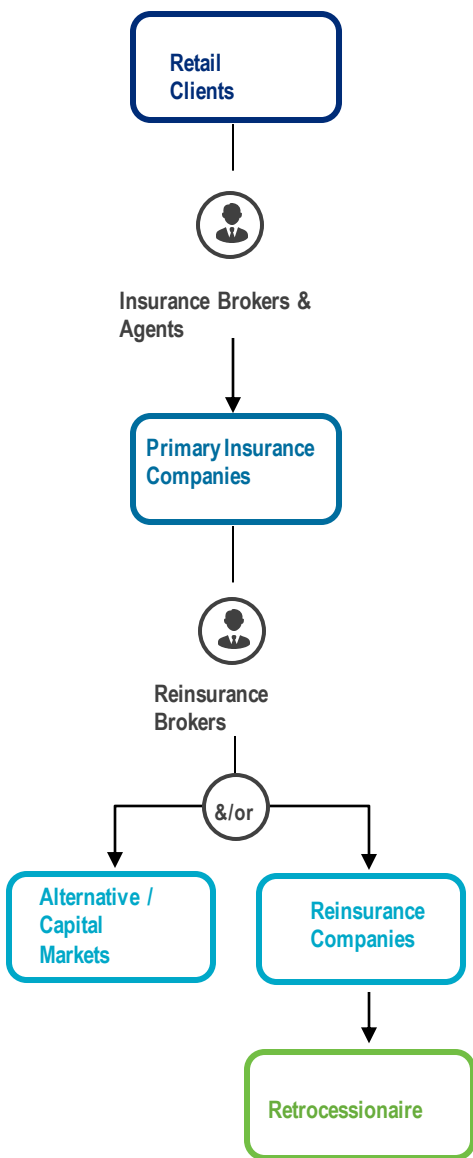 Retail
Clients
Insurance Brokers &
Agents
Primary Insurance
Companies
Reinsurance
Brokers
&/or
Alternative /
Capital
Markets
Reinsurance
Companies
Retrocessionaire